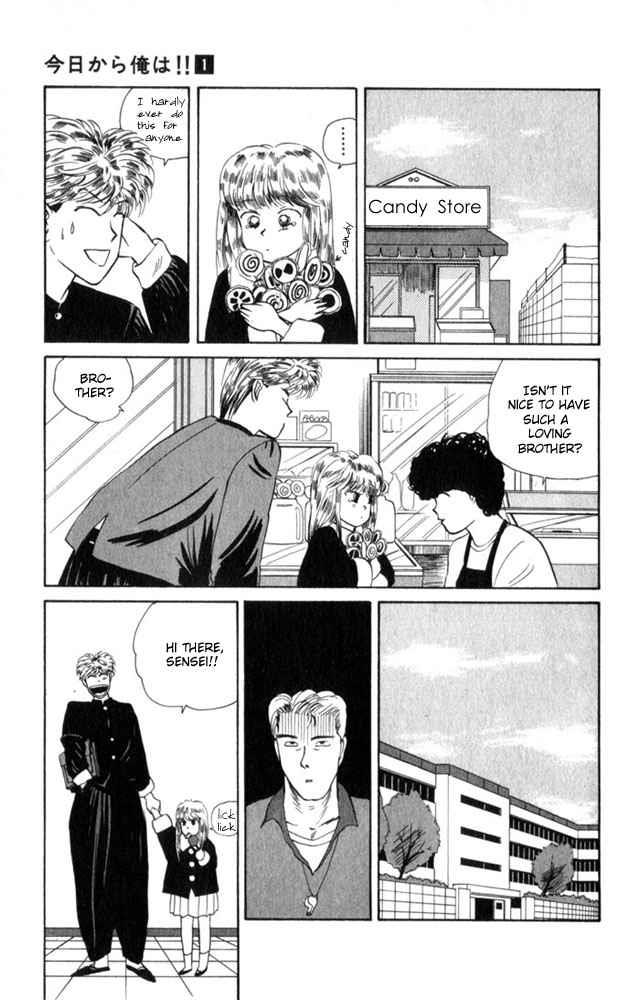 今日から俺は!! 1
Candy Store
......
candy
I hardly
ever do
this for
anyone
ISN'T IT
NICE TO HAVE
SUCH A
LOVING
BROTHER?
BRO-
THER?
HI THERE,
SENSEI!!
lick
lick